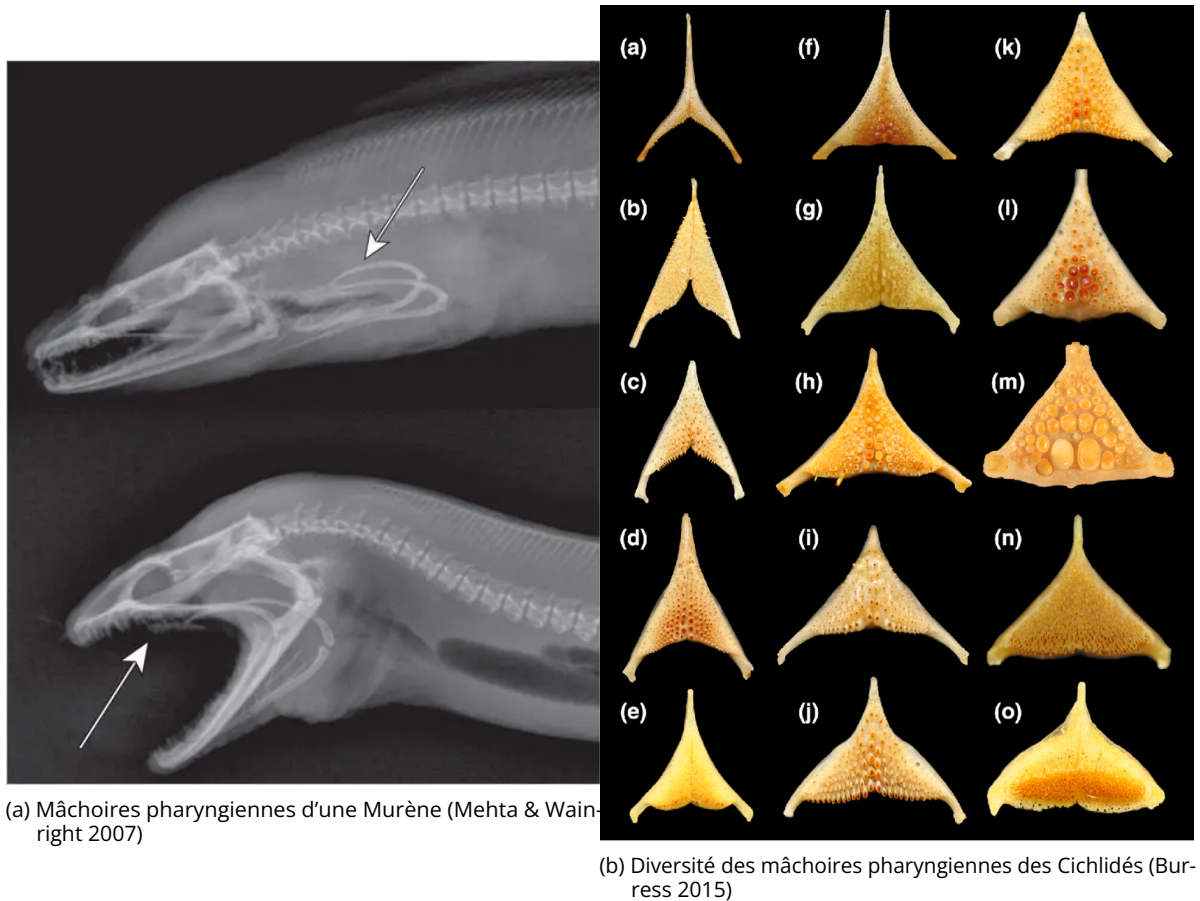 (a)
(f)
(k)
(b)
(g)
(l)
(c)
(h)
(m)
(d)
(i)
(n)
(e)
(j)
(o)
(a) Mâchoires pharyngiennes d'une Murène (Mehta & Wain-
right 2007)
(b) Diversité des mâchoires pharyngiennes des Cichlidés (Bur-
ress 2015)